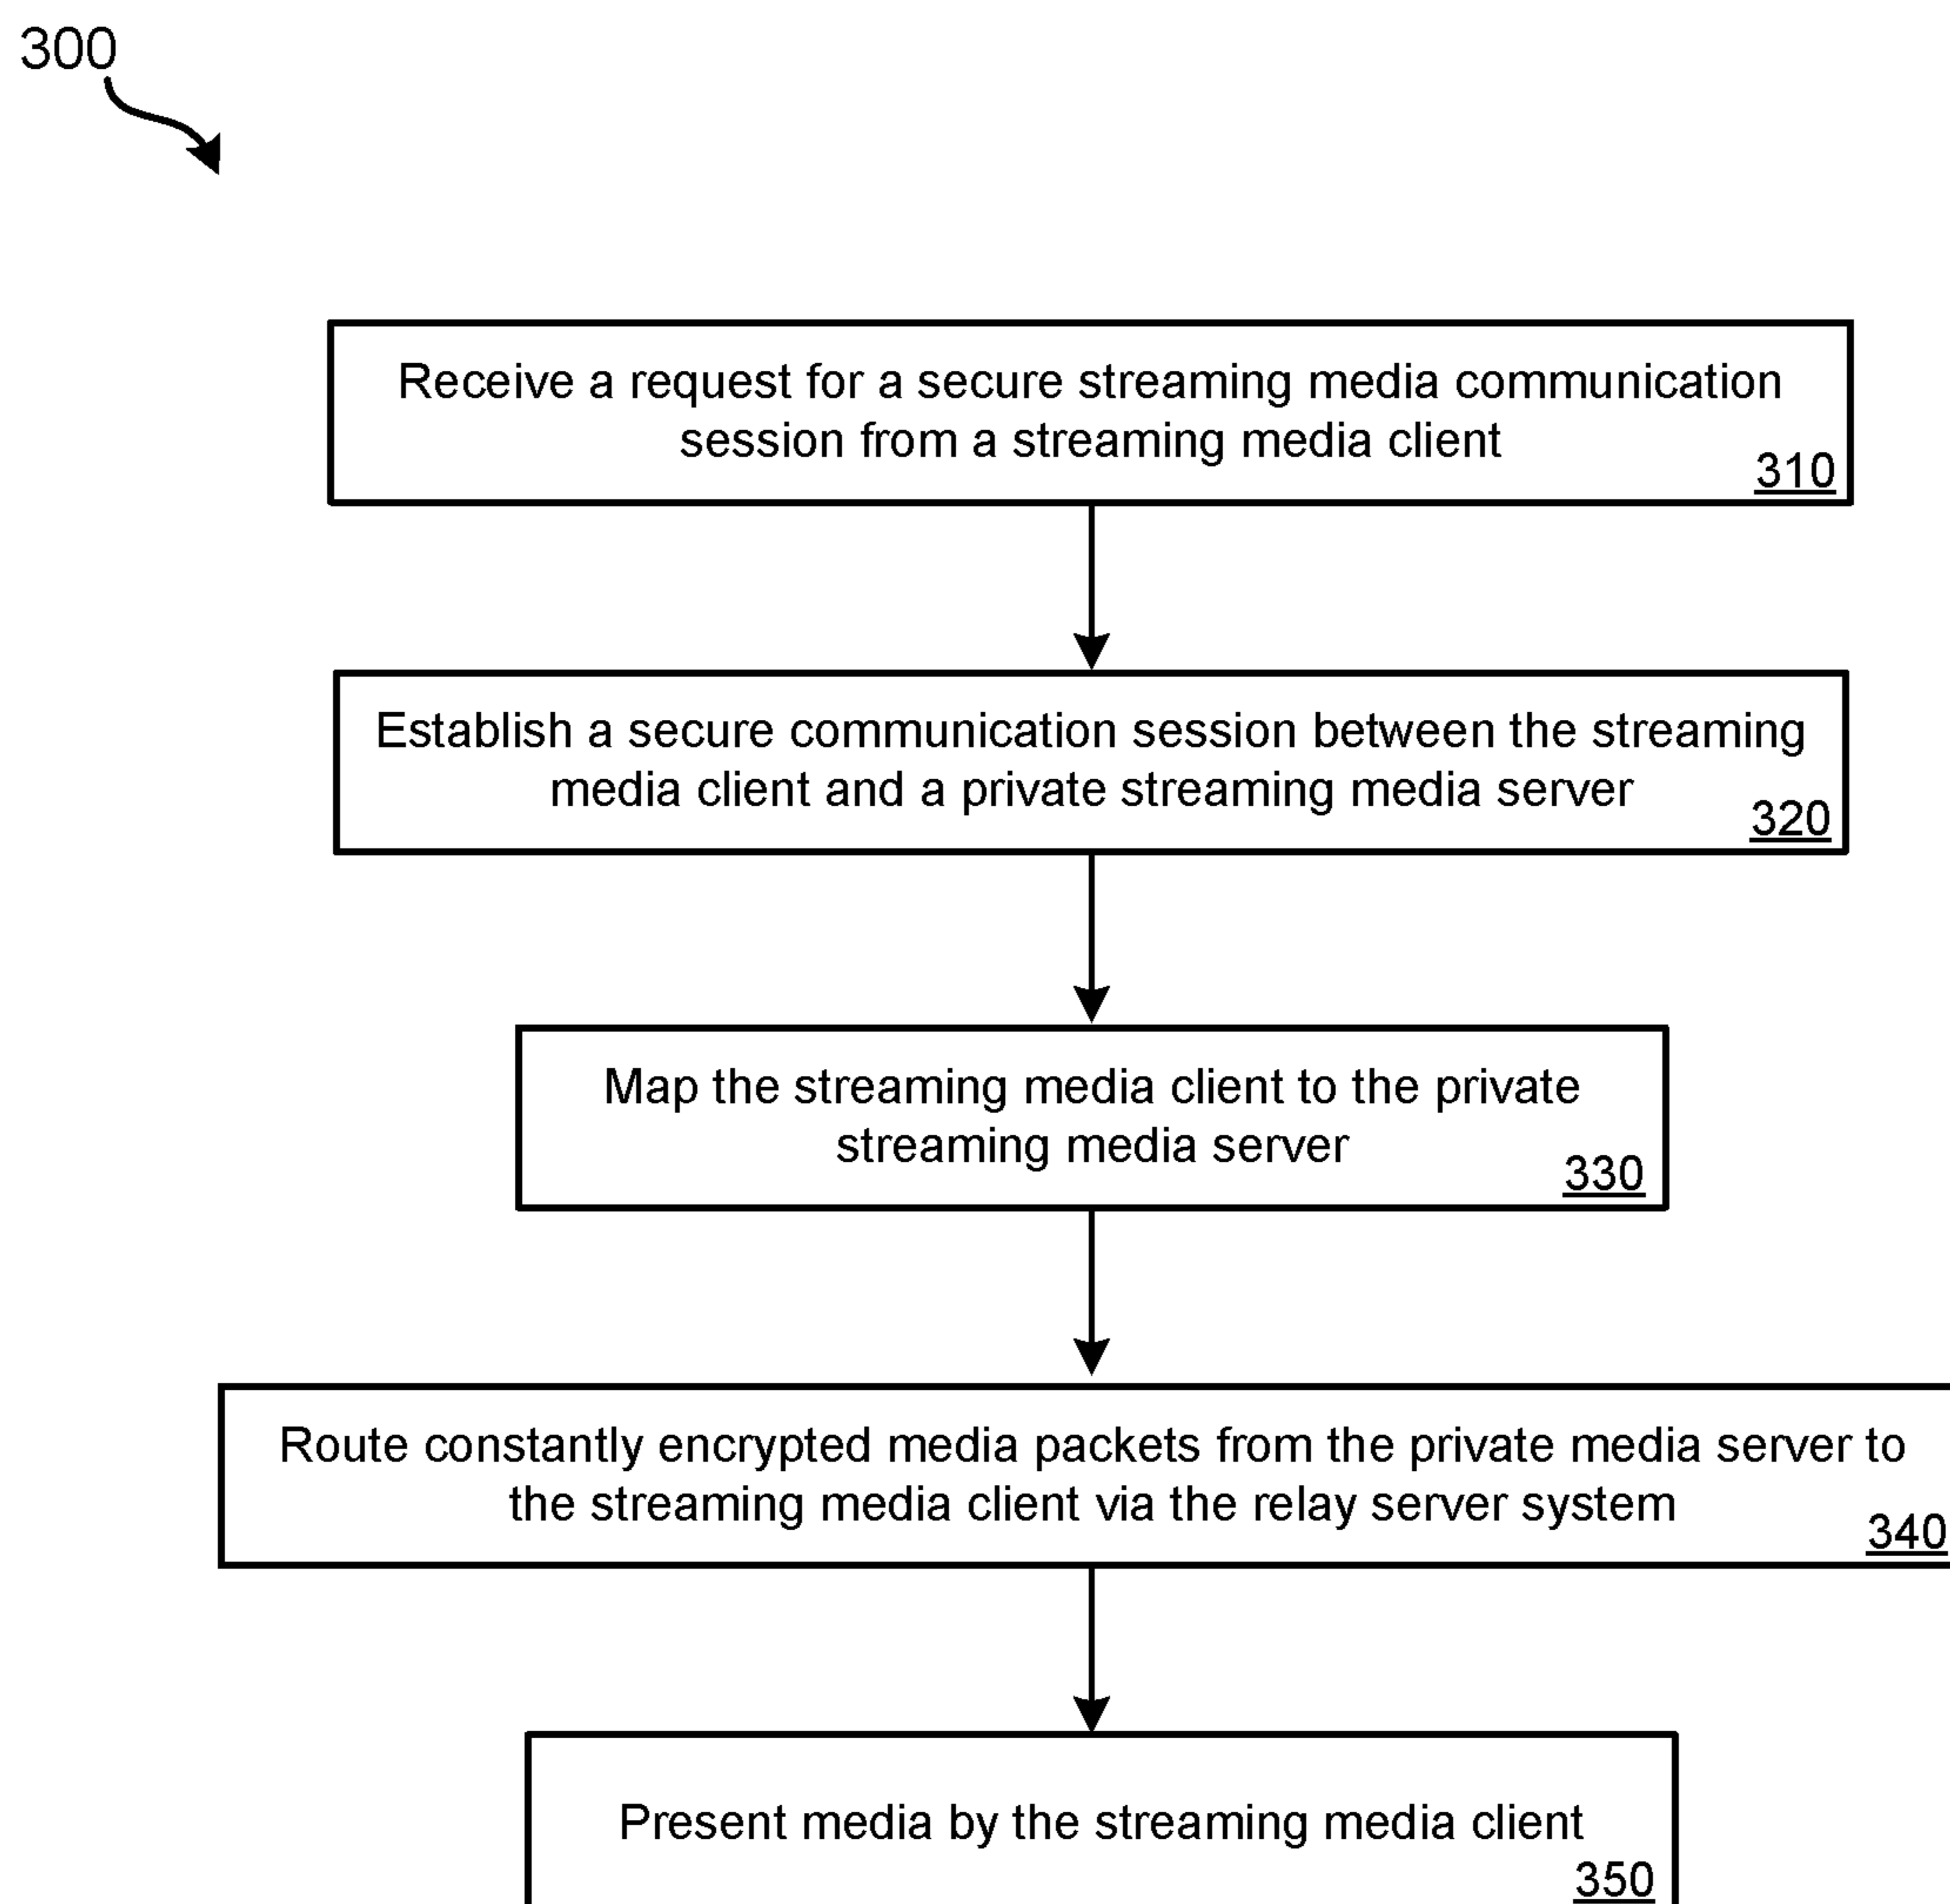 300
Receive a request for a secure streaming media communication
session from a streaming media client
310
Establish a secure communication session between the streaming
media client and a private streaming media server
320
Map the streaming media client to the private
streaming media server
330
Route constantly encrypted media packets from the private media server to
the streaming media client via the relay server system
340
Present media by the streaming media client
350